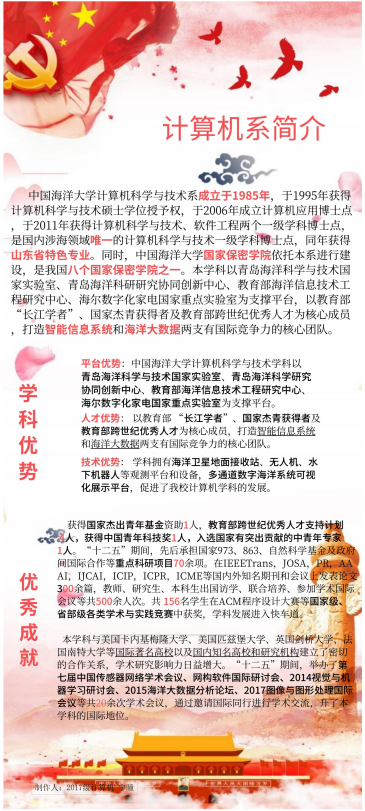 计算机系简介
中国海洋大学计算机科学与技术系成立于1985年，于1995年获得
计算机科学与技术硕士学位授予权，于2006年成立计算机应用博士点
，于2011年获得计算机科学与技术、软件工程两个一级学科博士点，
是国内涉海领域唯一的计算机科学与技术一级学科博士点，同年获得
山东省特色专业。同时，中国海洋大学国家保密学院依托本系进行建
设，是我国八个国家保密学院之一。本学科以青岛海洋科学与技术国
家实验室、青岛海洋科研研究协同创新中心、教育部海洋信息技术工
程研究中心、海尔数字化家电国家重点实验室为支撑平台，以教育部
“长江学者”、国家杰青获得者及教育部跨世纪优秀人才为核心成员
，打造智能信息系统和海洋大数据两支有国际竞争力的核心团队。
学科优势
平台优势：中国海洋大学计算机科学与技术学科以
青岛海洋科学与技术国家实验室、青岛海洋科学研究
协同创新中心、教育部海洋信息技术工程研究中心、
海尔数字化家电国家重点实验室为支撑平台。
人才优势： 以教育部 “长江学者”、国家杰青获得者及
教育部跨世纪优秀人才为核心成员，打造智能信息系统
和海洋大数据两支有国际竞争力的核心团队。
技术优势： 学科拥有海洋卫星地面接收站、无人机、水
下机器人等观测平台和设备，多通道数字海洋系统可视
化展示平台，促进了我校计算机学科的发展。
优秀成就
获得国家杰出青年基金资助1人，教育部跨世纪优秀人才支持计划
3人，获得中国青年科技奖1人，入选国家有突出贡献的中青年专家
1人。“十二五”期间，先后承担国家973、863、自然科学基金及政府
间国际合作等重点科研项目70余项。在IEEETrans, JOSA, PR, AA
AI, IJCAI, ICIP, ICPR, ICME等国内外知名期刊和会议上发表论文
300余篇，教师、研究生、本科生出国访学、联合培养、参加学术国际
会议等共500余人次。共 156名学生在ACM程序设计大赛等国家级、
省部级各类学术与实践竞赛中获奖，学科发展进入快车道。
本学科与美国卡内基梅隆大学、美国匹兹堡大学、英国剑桥大学、法
国南特大学等国际著名高校以及国内知名高校和研究机构建立了密切
的合作关系，学术研究影响力日益增大。“十二五”期间，举办了第
七届中国传感器网络学术会议、网构软件国际研讨会、2014视觉与机
器学习研讨会、2015海洋大数据分析论坛、2017图像与图形处理国际
会议等共20余次学术会议，通过邀请国际同行进行学术交流，开了本
学科的国际地位。
制作人：2017级计算机